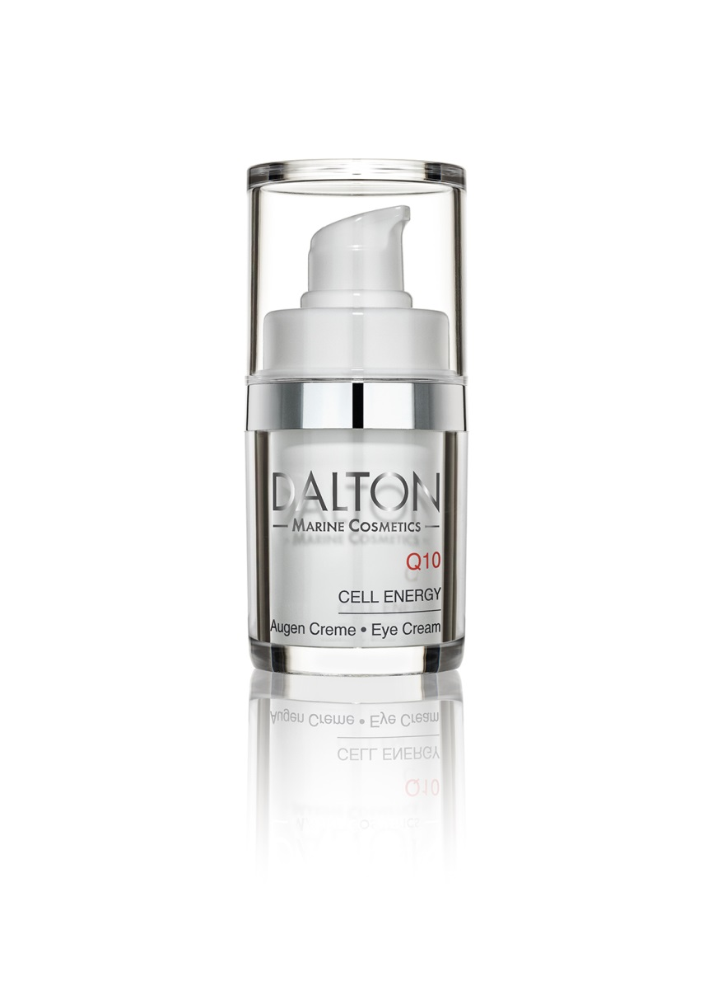 DALTON
MARINE COSMETICS
Q10
CELL ENERGY
Augen Creme • Eye Cream